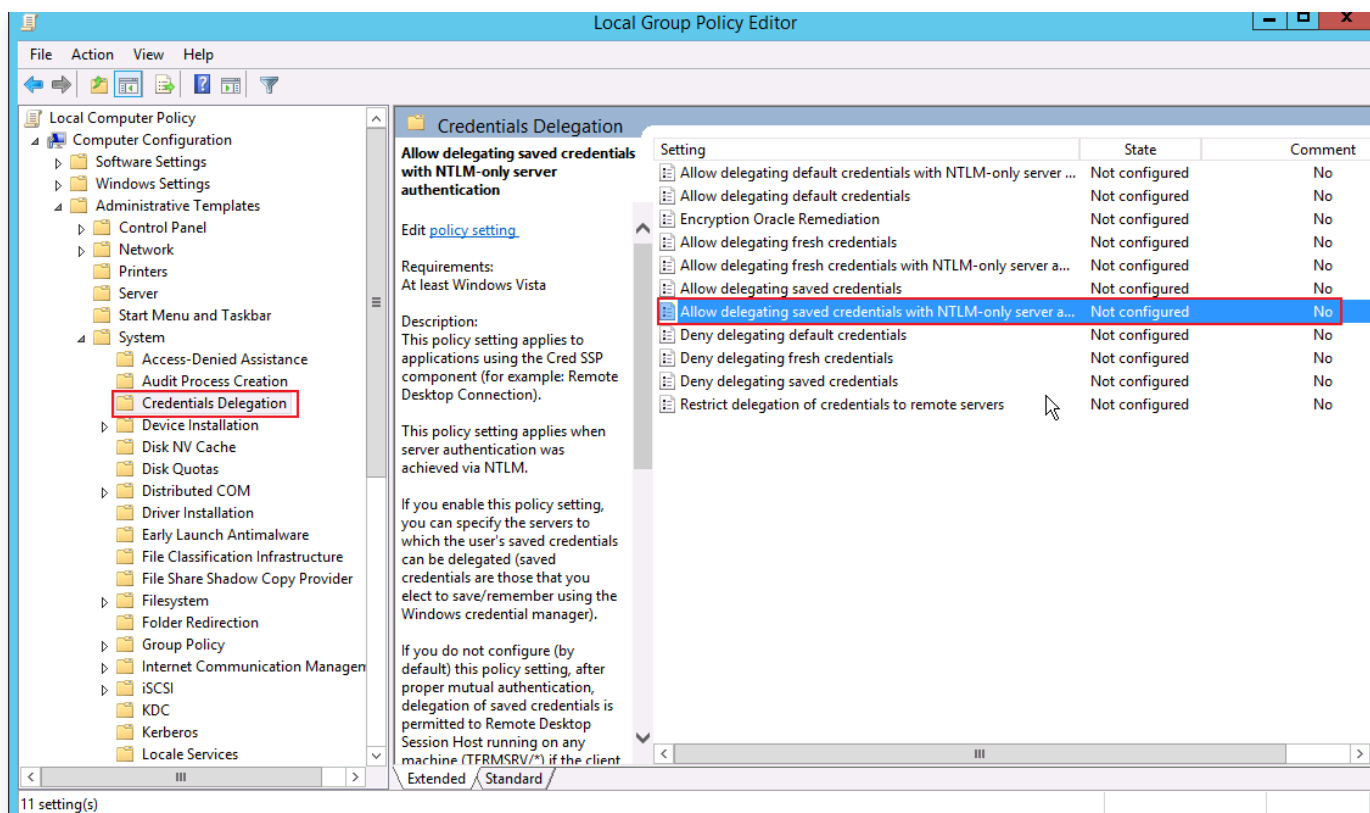 Local Group Policy Editor
File Action View Help
Local Computer Policy
Computer Configuration
Software Settings
Windows Settings
Administrative Templates
Control Panel
Network
Printers
Server
Start Menu and Taskbar
System
Access-Denied Assistance
Audit Process Creation
Credentials Delegation
Device Installation
Disk NV Cache
Disk Quotas
Distributed COM
Driver Installation
Early Launch Antimalware
File Classification Infrastructure
File Share Shadow Copy Provider
Filesystem
Folder Redirection
Group Policy
Internet Communication Managem
iSCSI
KDC
Kerberos
Locale Services
Credentials Delegation
Allow delegating saved credentials
with NTLM-only server
authentication
Edit policy setting
Requirements:
At least Windows Vista
Description:
This policy setting applies to
applications using the Cred SSP
component (for example: Remote
Desktop Connection).
This policy setting applies when
server authentication was
achieved via NTLM.
If you enable this policy setting,
you can specify the servers to
which the user's saved credentials
can be delegated (saved
credentials are those that you
elect to save/remember using the
Windows credential manager).
If you do not configure (by
default) this policy setting, after
proper mutual authentication,
delegation of saved credentials is
permitted to Remote Desktop
Session Host running on any
machine (TERMSRV/*) if the client
Setting State Comment
Allow delegating default credentials with NTLM-only server ... Not configured No
Allow delegating default credentials Not configured No
Encryption Oracle Remediation Not configured No
Allow delegating fresh credentials Not configured No
Allow delegating fresh credentials with NTLM-only server a... Not configured No
Allow delegating saved credentials Not configured No
Allow delegating saved credentials with NTLM-only server a... Not configured No
Deny delegating default credentials Not configured No
Deny delegating fresh credentials Not configured No
Deny delegating saved credentials Not configured No
Restrict delegation of credentials to remote servers Not configured No
Extended Standard
11 setting(s)